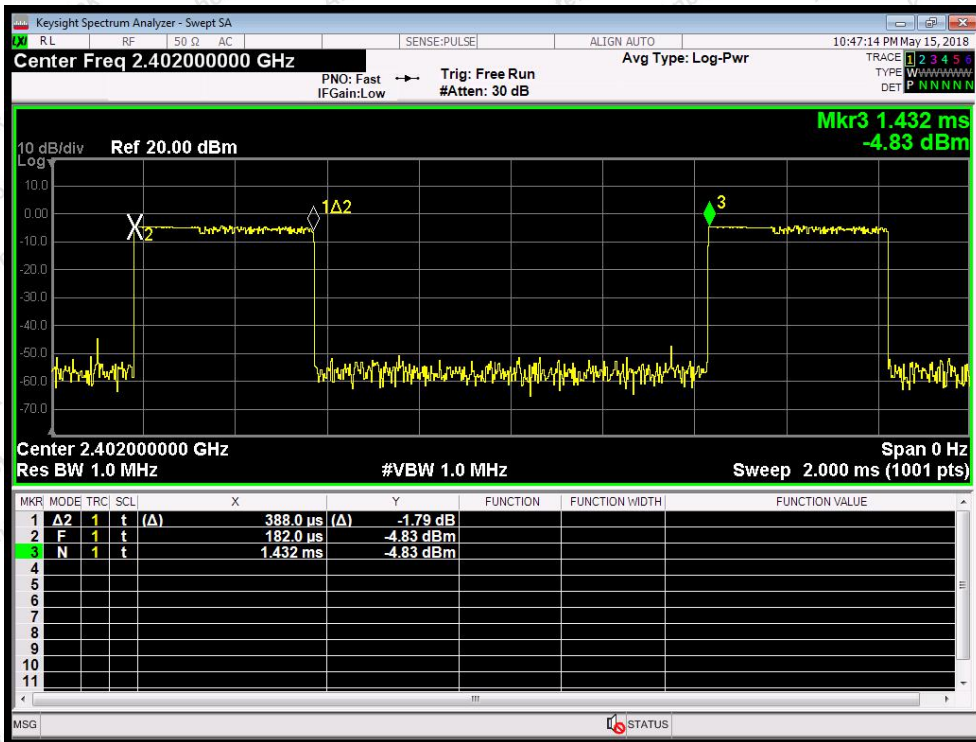 Keysight Spectrum Analyzer - Swept SA
LXI RL RF 50 Ω AC SENSE:PULSE ALIGN AUTO 10:47:14 PM May 15, 2018
Center Freq 2.402000000 GHz Avg Type: Log-Pwr TRACE 1 2 3 4 5 6
PNO: Fast Trig: Free Run TYPE WWWWWW
IFGain:Low #Atten: 30 dB DET P N N N N N
Mkr3 1.432 ms
10 dB/div Ref 20.00 dBm -4.83 dBm
Log
10.0
0.00
-10.0
-20.0
-30.0
-40.0
-50.0
-60.0
-70.0
2
1Δ2
3
Center 2.402000000 GHz Span 0 Hz
Res BW 1.0 MHz #VBW 1.0 MHz Sweep 2.000 ms (1001 pts)
MKR MODE TRC SCL X Y FUNCTION FUNCTION WIDTH FUNCTION VALUE
1 Δ2 1 t (Δ) 388.0 µs (Δ) -1.79 dB
2 F 1 t 182.0 µs -4.83 dBm
3 N 1 t 1.432 ms -4.83 dBm
4
5
6
7
8
9
10
11
MSG STATUS